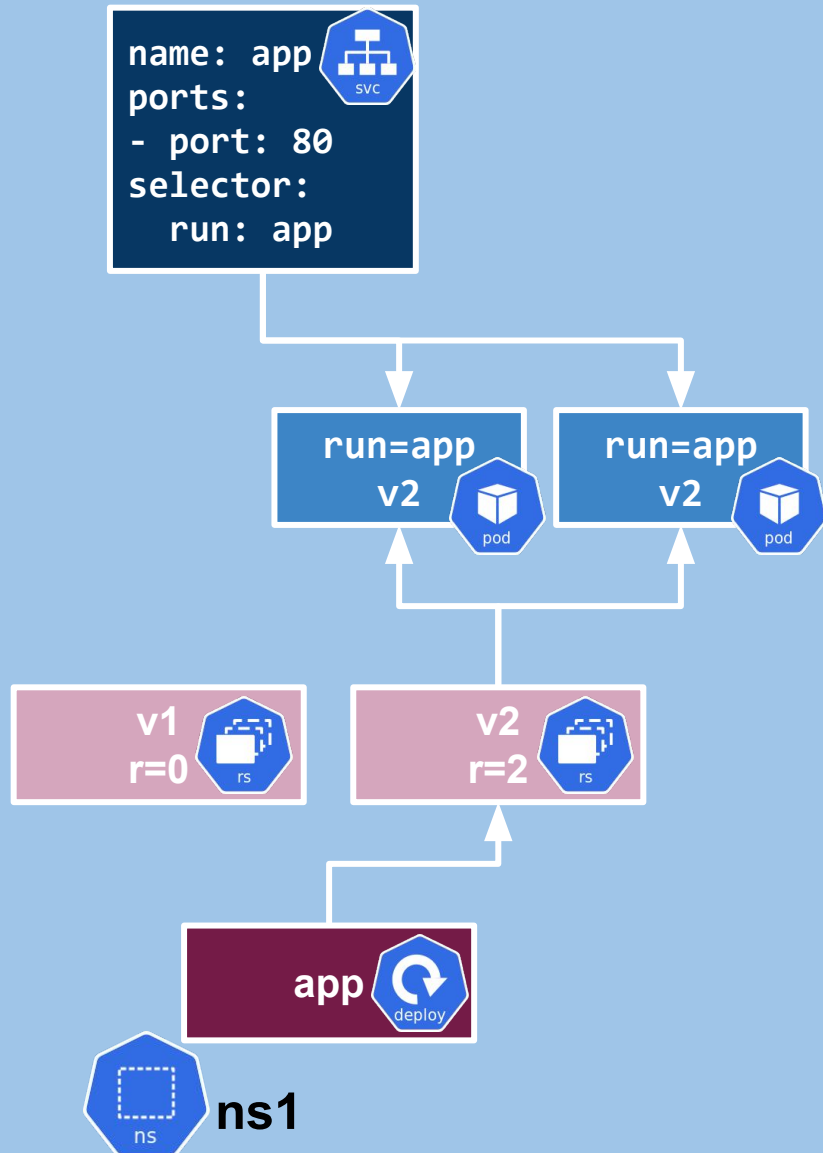 name: app
svc
ports:
- port: 80
selector:
  run: app
run=app
v2
pod
run=app
v2
pod
v1
r=0
rs
v2
r=2
rs
app
deploy
ns
ns1